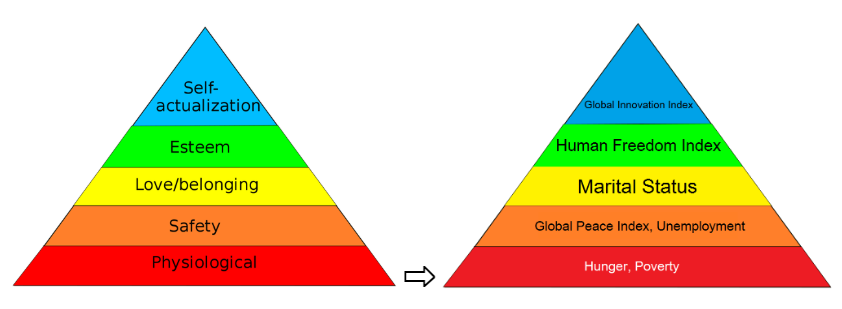 Self-
actualization
Esteem
Love/belonging
Safety
Physiological
Global Innovation Index
Human Freedom Index
Marital Status
Global Peace Index, Unemployment
Hunger, Poverty